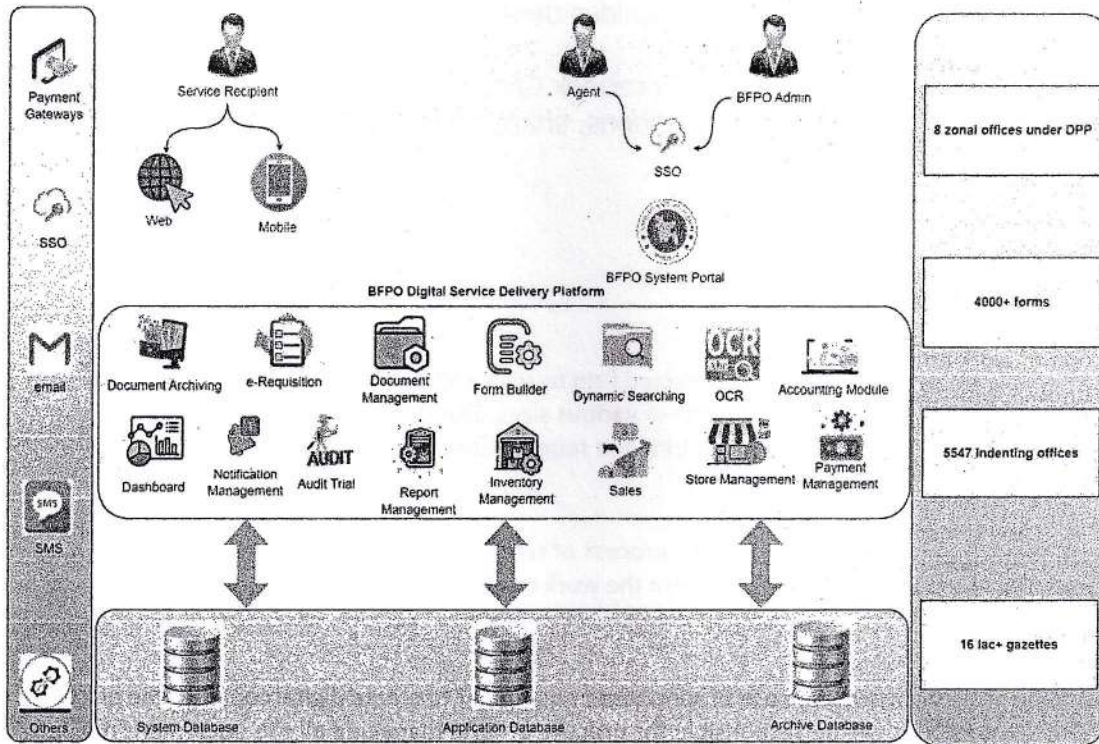 Payment
Gateways
SSO
email
SMS
SMS
Others
Service Recipient
Web
Mobile
Agent
BFPO Admin
SSO
BFPO System Portal
BFPO Digital Service Delivery Platform
Document Archiving
e-Requisition
Document
Management
Form Builder
Dynamic Searching
OCR
OCR
Accounting Module
Dashboard
Notification
Management
AUDIT
Audit Trial
Report
Management
Inventory
Management
Sales
Store Management
Payment
Management
System Database
Application Database
Archive Database
8 zonal offices under DPP
4000+ forms
5547 indenting offices
16 lac+ gazettes